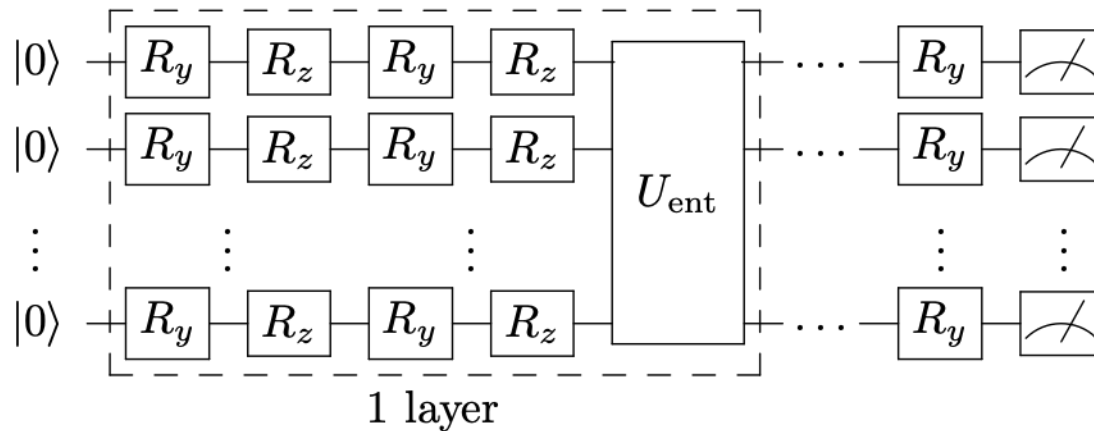 |0⟩ R_y R_z R_y R_z ... R_y
|0⟩ R_y R_z R_y R_z ... R_y
U_ent
|0⟩ R_y R_z R_y R_z ... R_y
1 layer